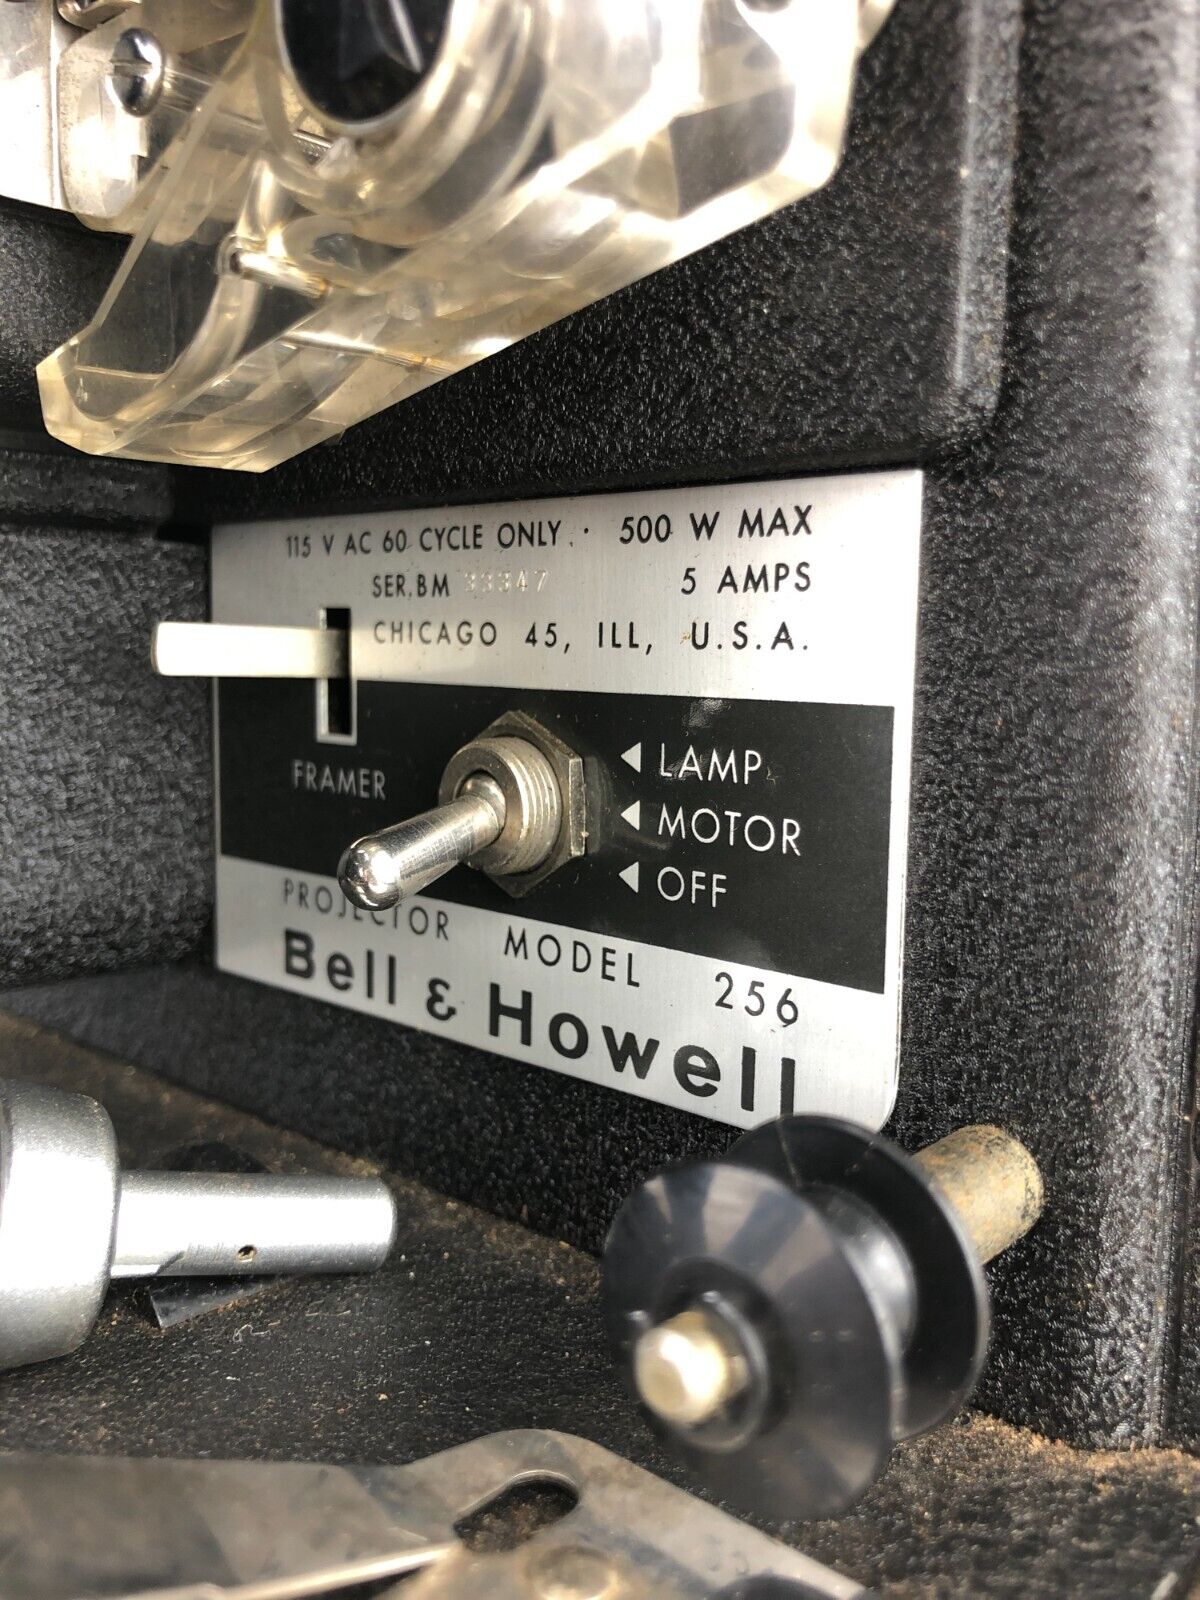 115 V AC 60 CYCLE ONLY · 500 W MAX
SER. BM 33347 5 AMPS
CHICAGO 45, ILL, U.S.A.
FRAMER
LAMP
MOTOR
OFF
PROJECTOR MODEL 256
Bell & Howell